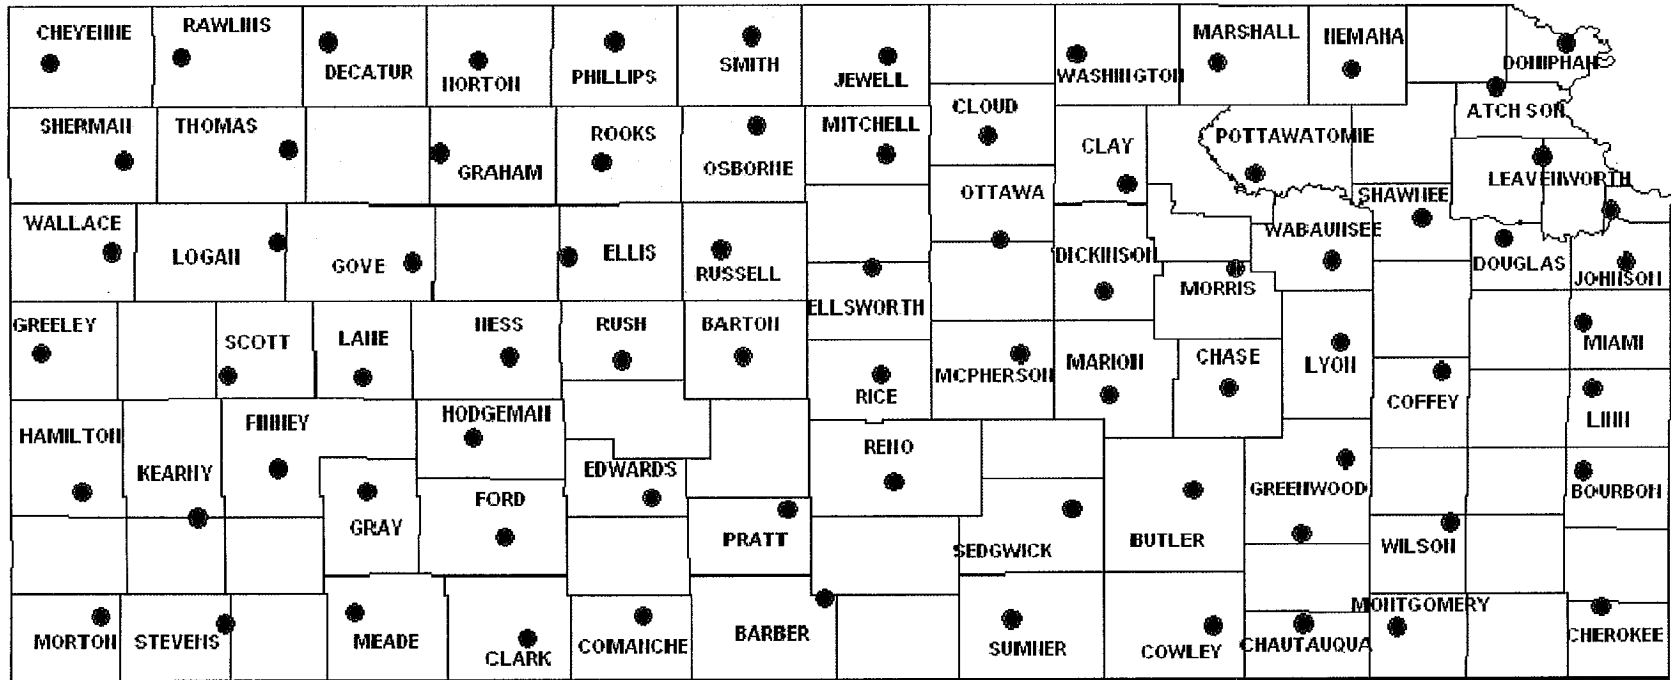 CHEYENNE
RAWLINS
DECATUR
NORTON
PHILLIPS
SMITH
JEWELL
WASHINGTON
MARSHALL
NEMAHA
DONIPHAN
SHERMAN
THOMAS
GRAHAM
ROOKS
OSBORNE
MITCHELL
CLOUD
CLAY
POTTAWATOMIE
ATCH SON
WALLACE
LOGAN
GOVE
ELLIS
RUSSELL
OTTAWA
DICKINSON
WABAUNSEE
SHAWNEE
LEAVENWORTH
DOUGLAS
JOHNSON
ELLSWORTH
MORRIS
GREELEY
SCOTT
LANE
NESS
RUSH
BARTON
RICE
MCPHERSON
MARION
CHASE
LYON
COFFEY
MIAMI
LINN
HAMILTON
KEARNY
FINNEY
HODGEMAN
EDWARDS
RENO
GRAY
FORD
PRATT
SEDGWICK
BUTLER
GREENWOOD
WILSON
BOURBON
MORTON
STEVENS
MEADE
CLARK
COMANCHE
BARBER
SUMNER
COWLEY
CHAUTAUQUA
MONTGOMERY
CHEROKEE